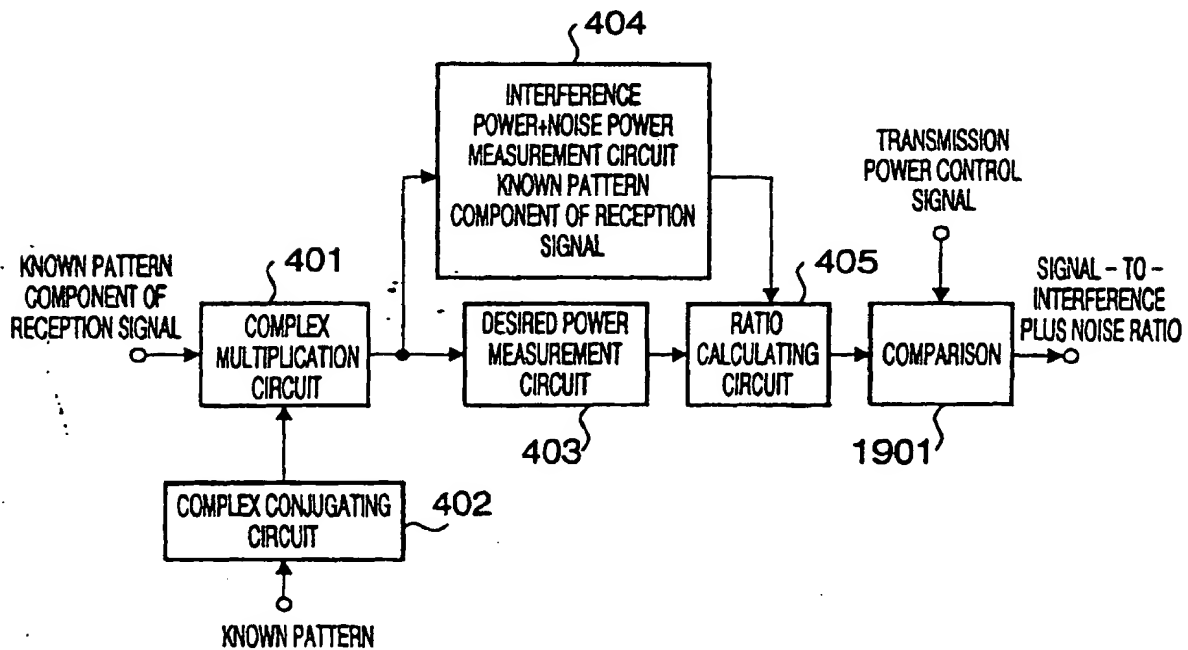 404
INTERFERENCE
POWER+NOISE POWER
MEASUREMENT CIRCUIT
KNOWN PATTERN
COMPONENT OF RECEPTION
SIGNAL
TRANSMISSION
POWER CONTROL
SIGNAL
KNOWN PATTERN
COMPONENT OF
RECEPTION SIGNAL
401
COMPLEX
MULTIPLICATION
CIRCUIT
DESIRED POWER
MEASUREMENT
CIRCUIT
403
405
RATIO
CALCULATING
CIRCUIT
COMPARISON
1901
SIGNAL - TO -
INTERFERENCE
PLUS NOISE RATIO
COMPLEX CONJUGATING
CIRCUIT
402
KNOWN PATTERN